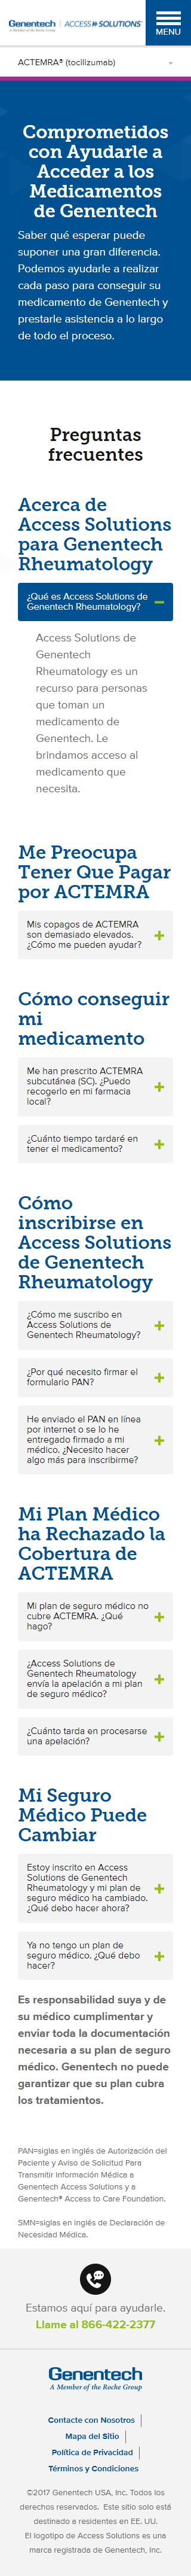 Genentech ACCESS SOLUTIONS®
A Member of the Roche Group
MENU
ACTEMRA® (tocilizumab)
Comprometidos
con Ayudarle a
Acceder a los
Medicamentos
de Genentech
Saber qué esperar puede
suponer una gran diferencia.
Podemos ayudarle a realizar
cada paso para conseguir su
medicamento de Genentech y
prestarle asistencia a lo largo
de todo el proceso.
Preguntas
frecuentes
Acerca de
Access Solutions
para Genentech
Rheumatology
¿Qué es Access Solutions de
Genentech Rheumatology?
Access Solutions de
Genentech
Rheumatology es un
recurso para personas
que toman un
medicamento de
Genentech. Le
brindamos acceso al
medicamento que
necesita.
Me Preocupa
Tener Que Pagar
por ACTEMRA
Mis copagos de ACTEMRA
son demasiado elevados.
¿Cómo me pueden ayudar?
Cómo conseguir
mi
medicamento
Me han prescrito ACTEMRA
subcutánea (SC). ¿Puedo
recogerlo en mi farmacia
local?
¿Cuánto tiempo tardaré en
tener el medicamento?
Cómo
inscribirse en
Access Solutions
de Genentech
Rheumatology
¿Cómo me suscribo en
Access Solutions de
Genentech Rheumatology?
¿Por qué necesito firmar el
formulario PAN?
He enviado el PAN en línea
por internet o se lo he
entregado firmado a mi
médico. ¿Necesito hacer
algo más para inscribirme?
Mi Plan Médico
ha Rechazado la
Cobertura de
ACTEMRA
Mi plan de seguro médico no
cubre ACTEMRA. ¿Qué
hago?
¿Access Solutions de
Genentech Rheumatology
envía la apelación a mi plan
de seguro médico?
¿Cuánto tarda en procesarse
una apelación?
Mi Seguro
Médico Puede
Cambiar
Estoy inscrito en Access
Solutions de Genentech
Rheumatology y mi plan de
seguro médico ha cambiado.
¿Qué debo hacer ahora?
Ya no tengo un plan de
seguro médico. ¿Qué debo
hacer?
Es responsabilidad suya y de
su médico cumplimentar y
enviar toda la documentación
necesaria a su plan de seguro
médico. Genentech no puede
garantizar que su plan cubra
los tratamientos.
PAN=siglas en inglés de Autorización del
Paciente y Aviso de Solicitud Para
Transmitir Información Médica a
Genentech Access Solutions y a
Genentech® Access to Care Foundation.
SMN=siglas en inglés de Declaración de
Necesidad Médica.
Estamos aquí para ayudarle.
Llame al 866-422-2377
Genentech
A Member of the Roche Group
Contacte con Nosotros
Mapa del Sitio
Política de Privacidad
Términos y Condiciones
©2017 Genentech USA, Inc. Todos los
derechos reservados. Este sitio solo está
destinado a residentes en EE. UU.
El logotipo de Access Solutions es una
marca registrada de Genentech, Inc.